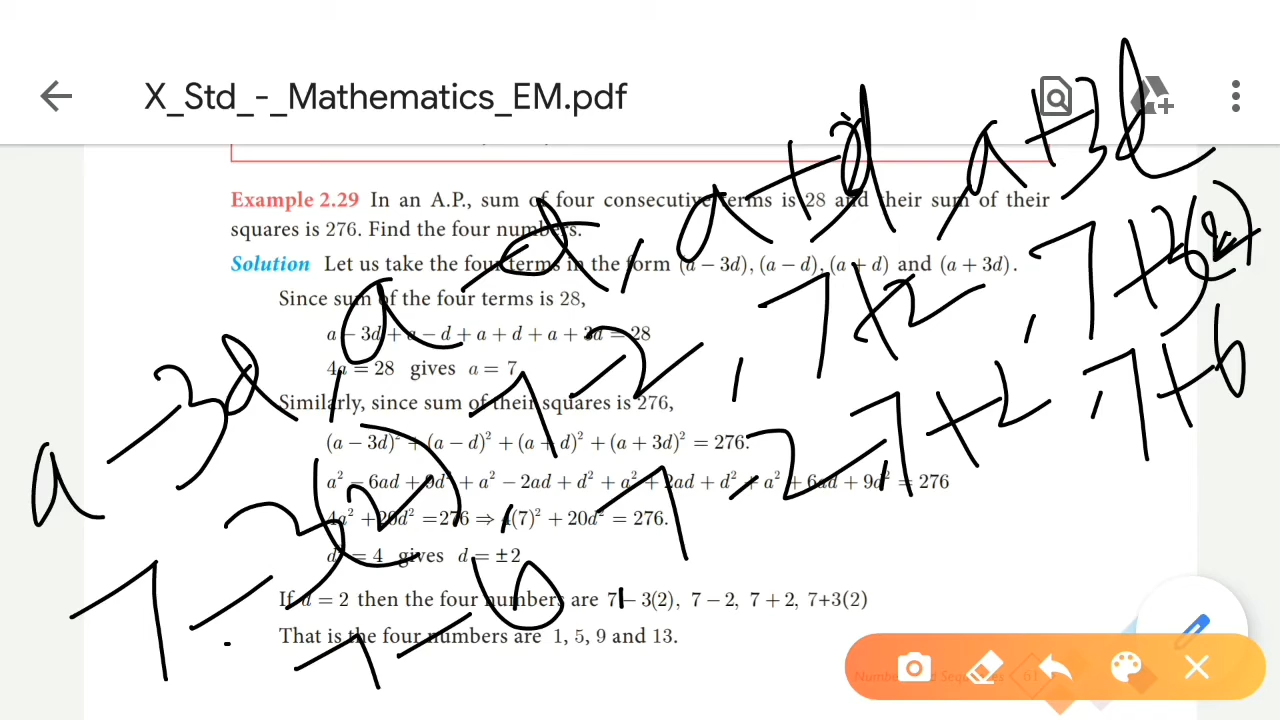 X_Std_-_Mathematics_EM.pdf
Example 2.29 In an A.P., sum of four consecutive terms is 28 and their sum of their
squares is 276. Find the four numbers.
Solution Let us take the four terms in the form (a − 3d), (a − d), (a + d) and (a + 3d).
Since sum of the four terms is 28,
a − 3d + a − d + a + d + a + 3d = 28
4a = 28 gives a = 7.
Similarly, since sum of their squares is 276,
(a − 3d)² + (a − d)² + (a + d)² + (a + 3d)² = 276.
a² − 6ad + 9d² + a² − 2ad + d² + a² + 2ad + d² + a² + 6ad + 9d² = 276
4a² + 20d² = 276 ⇒ 4(7)² + 20d² = 276.
d² = 4 gives d = ±2
If d = 2 then the four numbers are 7 − 3(2), 7 − 2, 7 + 2, 7+3(2)
That is the four numbers are 1, 5, 9 and 13.
a − 3d, a − d, a + d, a + 3d
7 − 3(2), 7 − 2, 7 + 2, 7 + 3(2)
7 − 6, 7 − 2, 7 + 2, 7 + 6